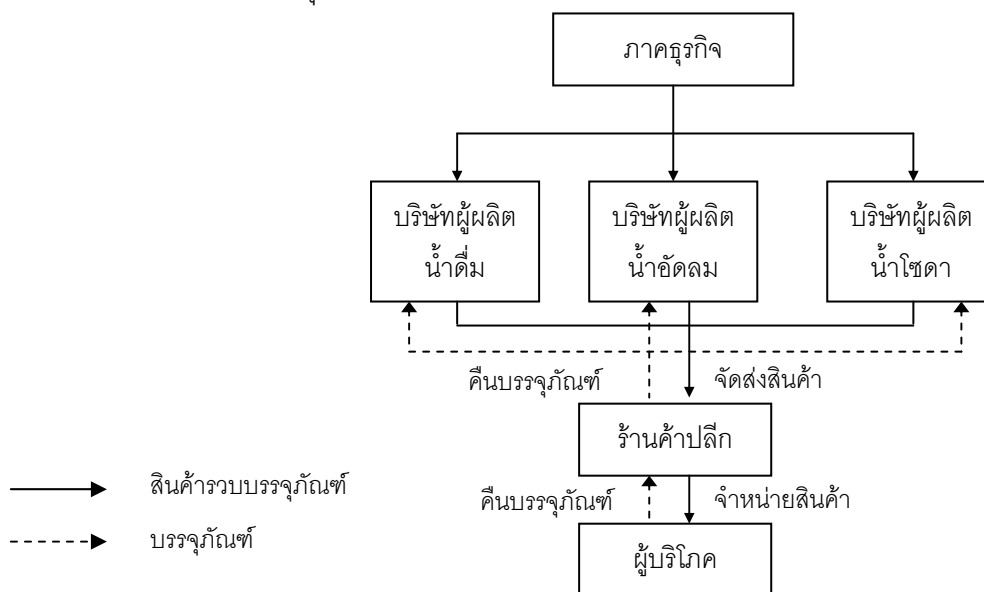 ภาคธุรกิจ
บริษัทผู้ผลิต
น้ำดื่ม
บริษัทผู้ผลิต
น้ำอัดลม
บริษัทผู้ผลิต
น้ำโซดา
คืนบรรจุภัณฑ์
จัดส่งสินค้า
ร้านค้าปลีก
สินค้ารวบบรรจุภัณฑ์
คืนบรรจุภัณฑ์
จำหน่ายสินค้า
บรรจุภัณฑ์
ผู้บริโภค